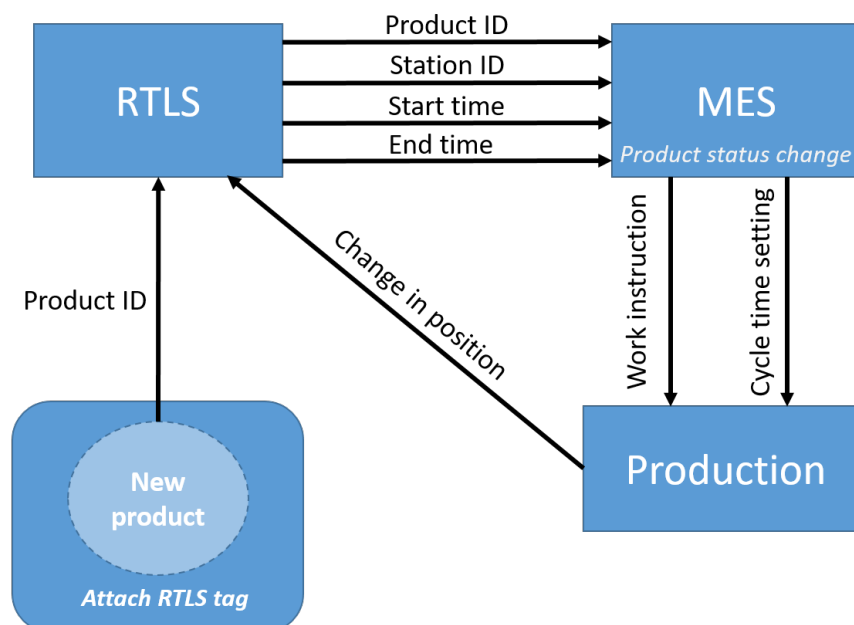 Product ID
Station ID
Start time
End time
RTLS
MES
Product status change
Change in position
Work instruction
Cycle time setting
Product ID
Production
New
product
Attach RTLS tag